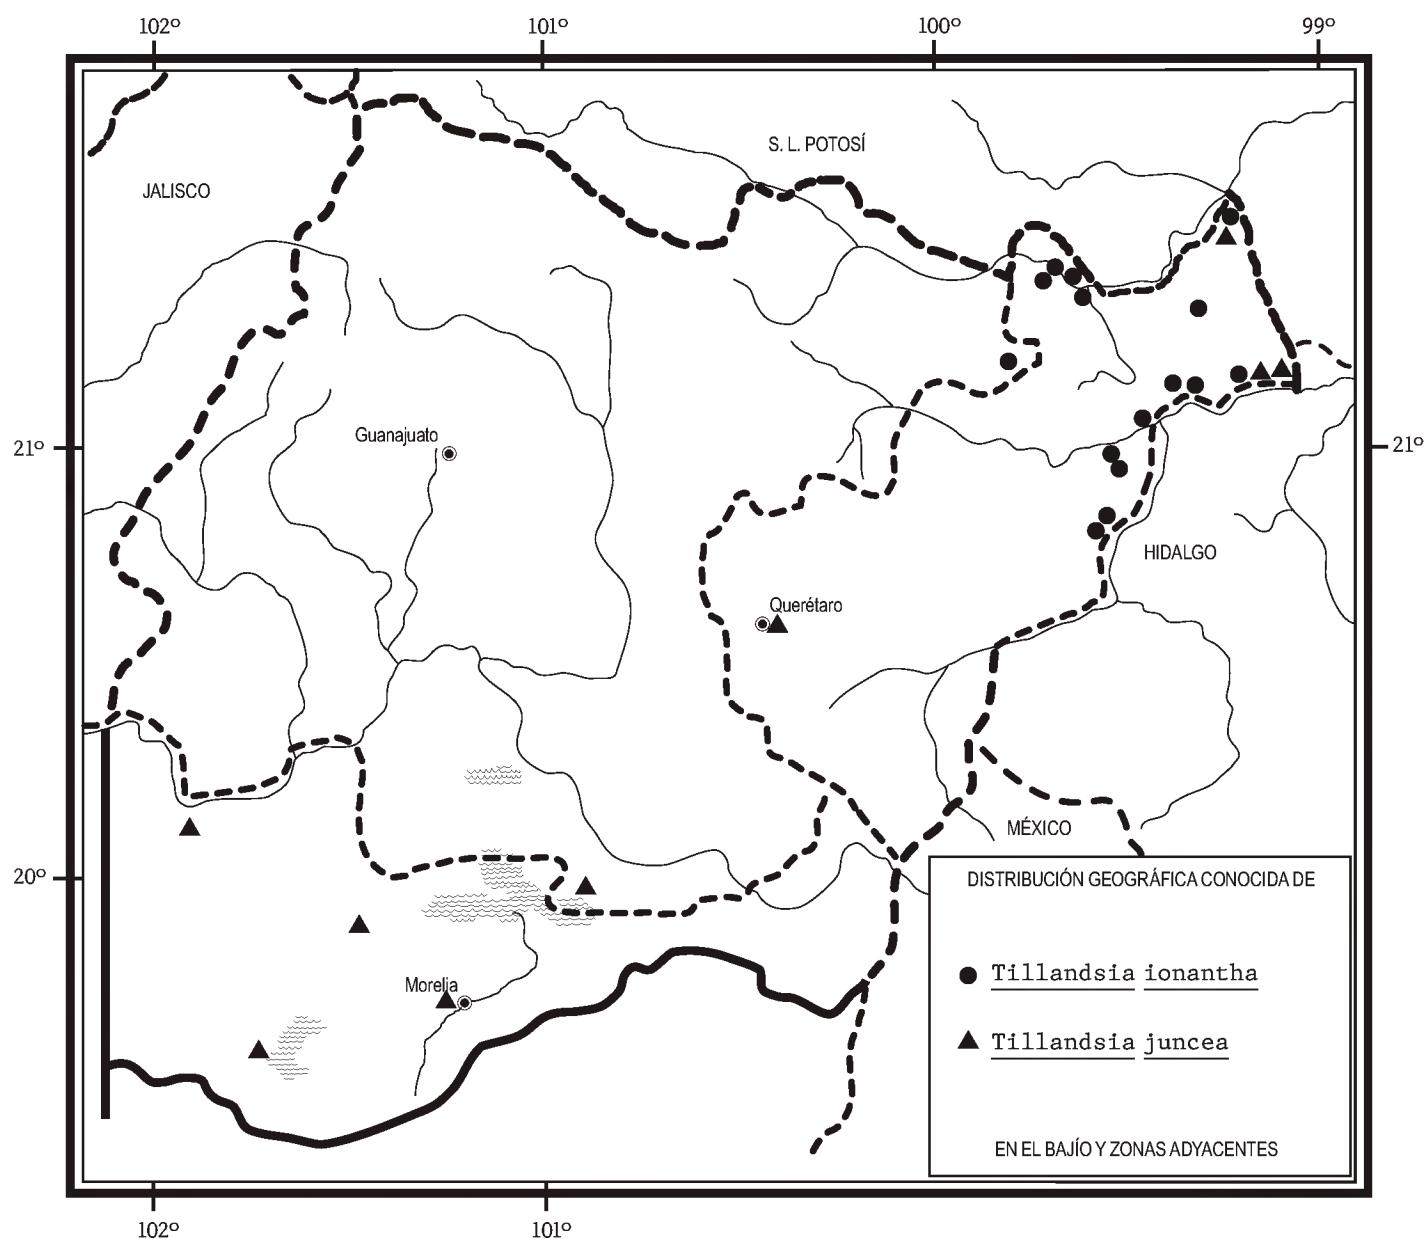 102º 101º 100º 99º
S. L. POTOSÍ
JALISCO
Guanajuato
21º
21º
HIDALGO
Querétaro
MÉXICO
20º
DISTRIBUCIÓN GEOGRÁFICA CONOCIDA DE
Tillandsia ionantha
Morelia
Tillandsia juncea
EN EL BAJÍO Y ZONAS ADYACENTES
102º 101º